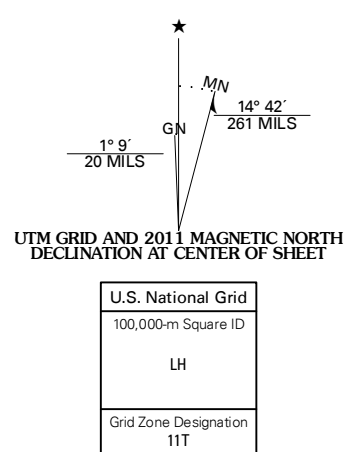 ★
MN
14° 42´
261 MILS
GN
1° 9´
20 MILS
UTM GRID AND 2011 MAGNETIC NORTH
DECLINATION AT CENTER OF SHEET
U.S. National Grid
100,000-m Square ID
LH
Grid Zone Designation
11T